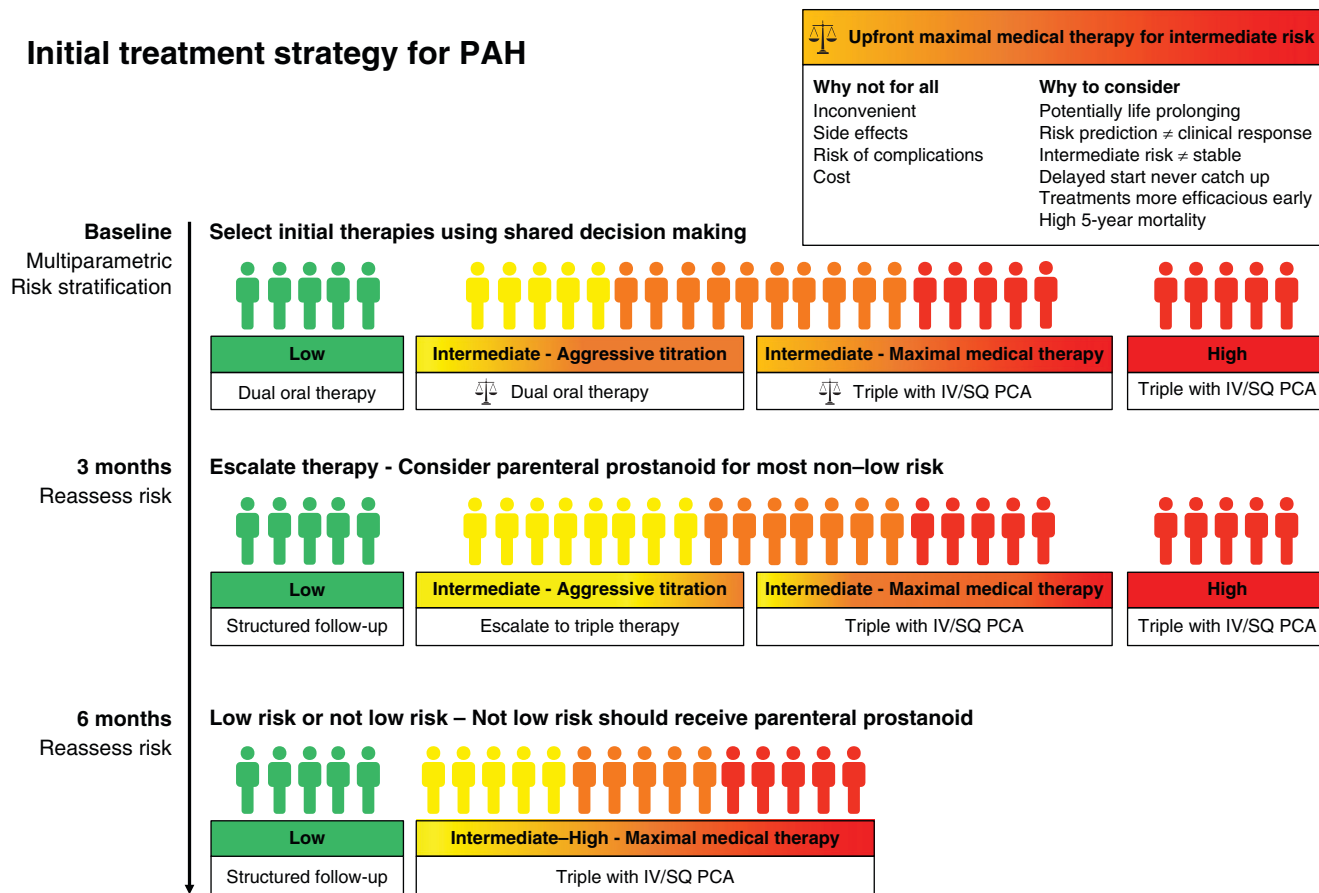 Initial treatment strategy for PAH
Upfront maximal medical therapy for intermediate risk
Why not for all
Inconvenient
Side effects
Risk of complications
Cost
Why to consider
Potentially life prolonging
Risk prediction ≠ clinical response
Intermediate risk ≠ stable
Delayed start never catch up
Treatments more efficacious early
High 5-year mortality
Baseline
Multiparametric
Risk stratification
Select initial therapies using shared decision making
Low
Dual oral therapy
Intermediate - Aggressive titration
Dual oral therapy
Intermediate - Maximal medical therapy
Triple with IV/SQ PCA
High
Triple with IV/SQ PCA
3 months
Reassess risk
Escalate therapy - Consider parenteral prostanoid for most non–low risk
Low
Structured follow-up
Intermediate - Aggressive titration
Escalate to triple therapy
Intermediate - Maximal medical therapy
Triple with IV/SQ PCA
High
Triple with IV/SQ PCA
6 months
Reassess risk
Low risk or not low risk – Not low risk should receive parenteral prostanoid
Low
Structured follow-up
Intermediate–High - Maximal medical therapy
Triple with IV/SQ PCA